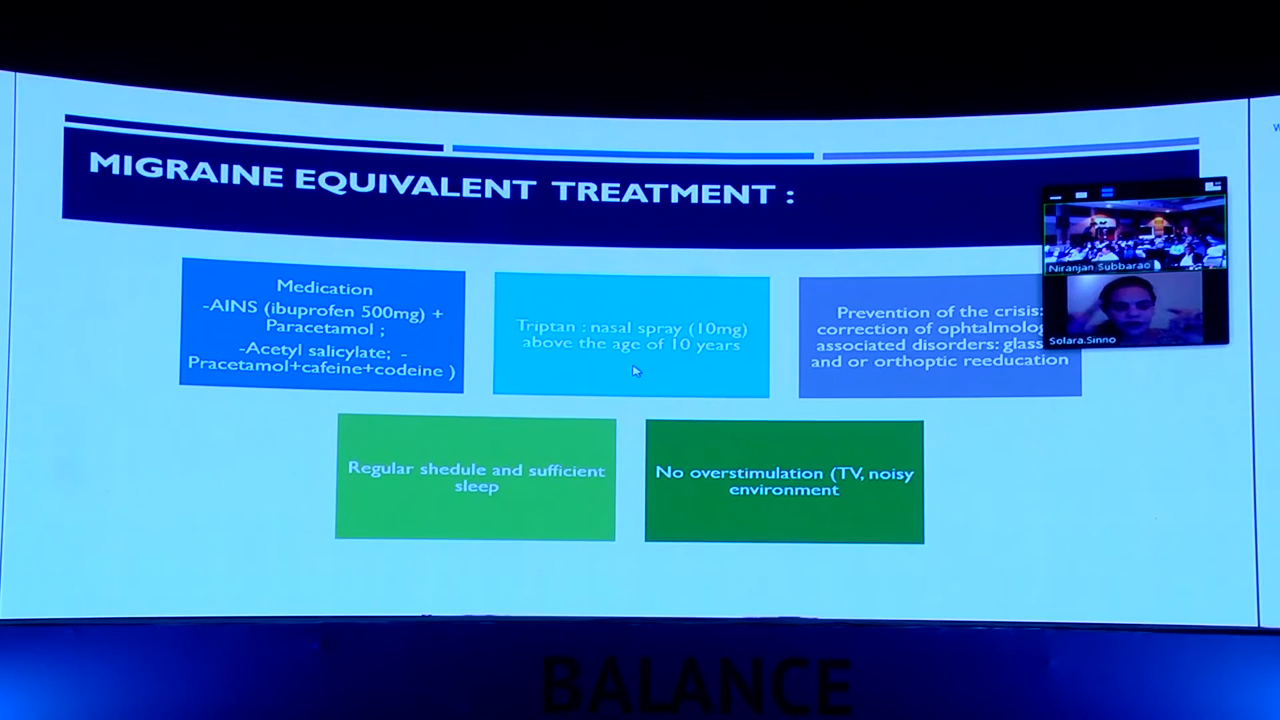 MIGRAINE EQUIVALENT TREATMENT :
Medication
-AINS (ibuprofen 500mg) +
Paracetamol ;
-Acetyl salicylate; -
Pracetamol+cafeine+codeine )
Triptan : nasal spray (10mg)
above the age of 10 years
Prevention of the crisis:
correction of ophtalmolog
associated disorders: glass
and or orthoptic reeducation
Niranjan Subbarao
Solara.Sinno
Regular shedule and sufficient
sleep
No overstimulation (TV, noisy
environment
BALANCE